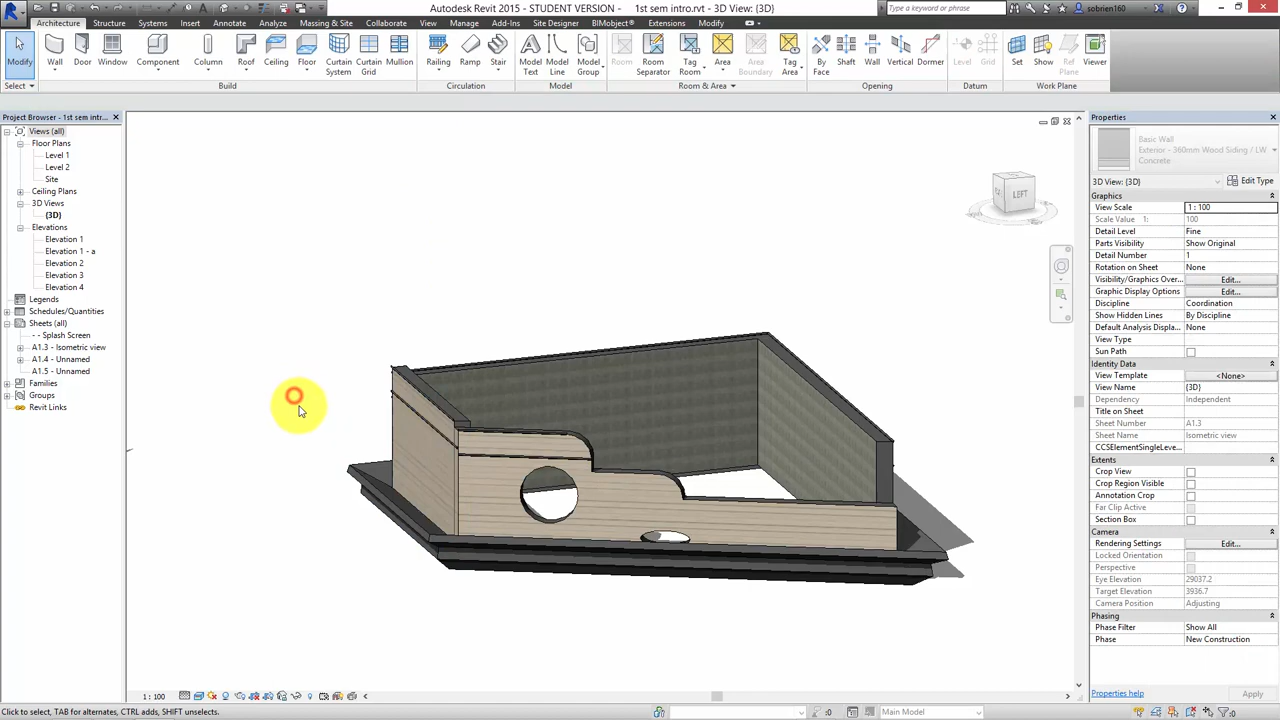 Autodesk Revit 2015 - STUDENT VERSION - 1st sem intro.rvt - 3D View: {3D}
Type a keyword or phrase
sobrien160
Architecture Structure Systems Insert Annotate Analyze Massing & Site Collaborate View Manage Add-Ins Site Designer BIMobject® Extensions Modify
Modify Wall Door Window Component Column Roof Ceiling Floor Curtain System Curtain Grid Mullion Railing Ramp Stair Model Text Model Line Model Group Room Room Separator Tag Room Area Area Boundary Tag Area By Face Shaft Wall Vertical Dormer Level Grid Set Show Ref Plane Viewer
Select Build Circulation Model Room & Area Opening Datum Work Plane
Project Browser - 1st sem intro...
Views (all)
Floor Plans
Level 1
Level 2
Site
Ceiling Plans
3D Views
{3D}
Elevations
Elevation 1
Elevation 1 - a
Elevation 2
Elevation 3
Elevation 4
Legends
Schedules/Quantities
Sheets (all)
- - Splash Screen
A1.3 - Isometric view
A1.4 - Unnamed
A1.5 - Unnamed
Families
Groups
Revit Links
LEFT
Properties
Basic Wall
Exterior - 360mm Wood Siding / LW
Concrete
3D View: {3D} Edit Type
Graphics
View Scale 1 : 100
Scale Value 1: 100
Detail Level Fine
Parts Visibility Show Original
Detail Number 1
Rotation on Sheet None
Visibility/Graphics Over... Edit...
Graphic Display Options Edit...
Discipline Coordination
Show Hidden Lines By Discipline
Default Analysis Displa... None
View Type
Sun Path
Identity Data
View Template <None>
View Name {3D}
Dependency Independent
Title on Sheet
Sheet Number A1.3
Sheet Name Isometric view
CCSElementSingleLeve...
Extents
Crop View
Crop Region Visible
Annotation Crop
Far Clip Active
Section Box
Camera
Rendering Settings Edit...
Locked Orientation
Perspective
Eye Elevation 29037.2
Target Elevation 3936.7
Camera Position Adjusting
Phasing
Phase Filter Show All
Phase New Construction
Properties help Apply
1 : 100
Click to select, TAB for alternates, CTRL adds, SHIFT unselects.
:0 Main Model :0